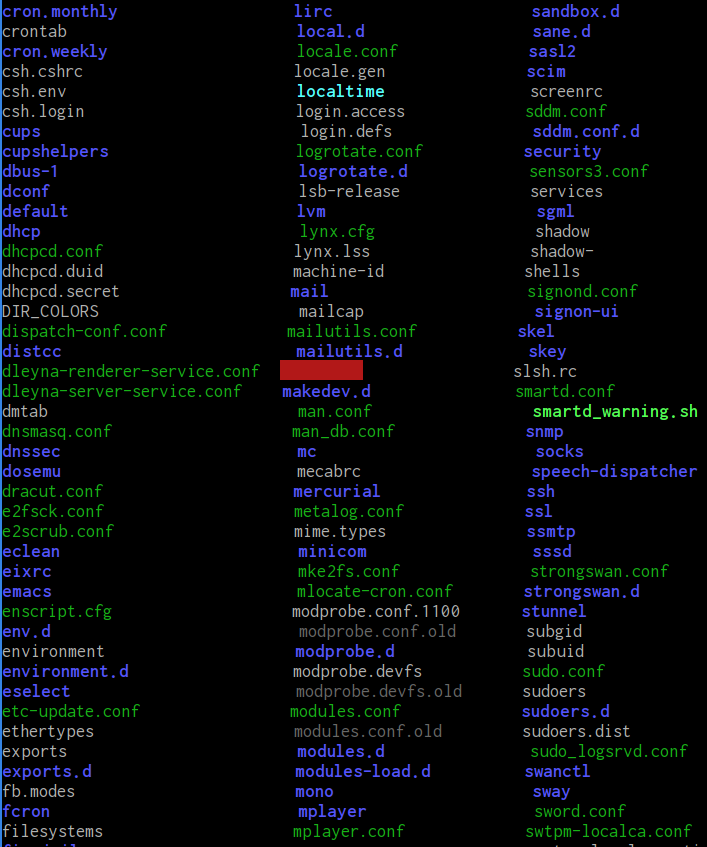 cron.monthly lirc sandbox.d
crontab local.d sane.d
cron.weekly locale.conf sasl2
csh.cshrc locale.gen scim
csh.env localtime screenrc
csh.login login.access sddm.conf
cups login.defs sddm.conf.d
cupshelpers logrotate.conf security
dbus-1 logrotate.d sensors3.conf
dconf lsb-release services
default lvm sgml
dhcp lynx.cfg shadow
dhcpcd.conf lynx.lss shadow-
dhcpcd.duid machine-id shells
dhcpcd.secret mail signond.conf
DIR_COLORS mailcap signon-ui
dispatch-conf.conf mailutils.conf skel
distcc mailutils.d skey
dleyna-renderer-service.conf slsh.rc
dleyna-server-service.conf makedev.d smartd.conf
dmtab man.conf smartd_warning.sh
dnsmasq.conf man_db.conf snmp
dnssec mc socks
dosemu mecabrc speech-dispatcher
dracut.conf mercurial ssh
e2fsck.conf metalog.conf ssl
e2scrub.conf mime.types ssmtp
eclean minicom sssd
eixrc mke2fs.conf strongswan.conf
emacs mlocate-cron.conf strongswan.d
enscript.cfg modprobe.conf.1100 stunnel
env.d modprobe.conf.old subgid
environment modprobe.d subuid
environment.d modprobe.devfs sudo.conf
eselect modprobe.devfs.old sudoers
etc-update.conf modules.conf sudoers.d
ethertypes modules.conf.old sudoers.dist
exports modules.d sudo_logsrvd.conf
exports.d modules-load.d swanctl
fb.modes mono sway
fcron mplayer sword.conf
filesystems mplayer.conf swtpm-localca.conf